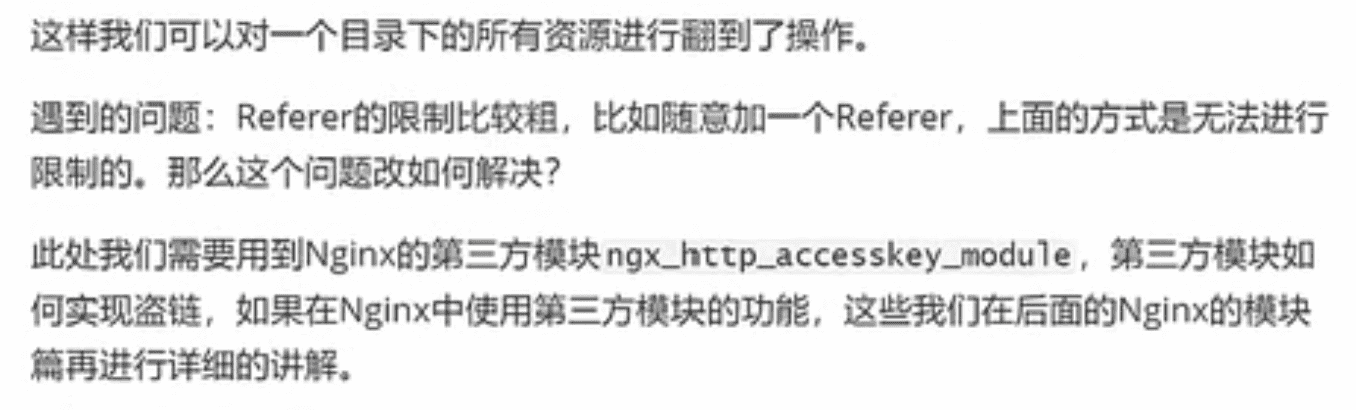 这样我们可以对一个目录下的所有资源进行翻到了操作。
遇到的问题：Referer的限制比较粗，比如随意加一个Referer，上面的方式是无法进行
限制的。那么这个问题改如何解决？
此处我们需要用到Nginx的第三方模块ngx_http_accesskey_module，第三方模块如
何实现盗链，如果在Nginx中使用第三方模块的功能，这些我们在后面的Nginx的模块
篇再进行详细的讲解。